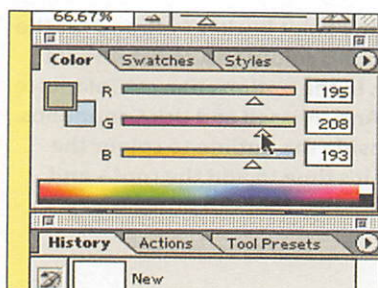 66.67%
Color Swatches Styles
R 195
G 208
B 193
History Actions Tool Presets
New